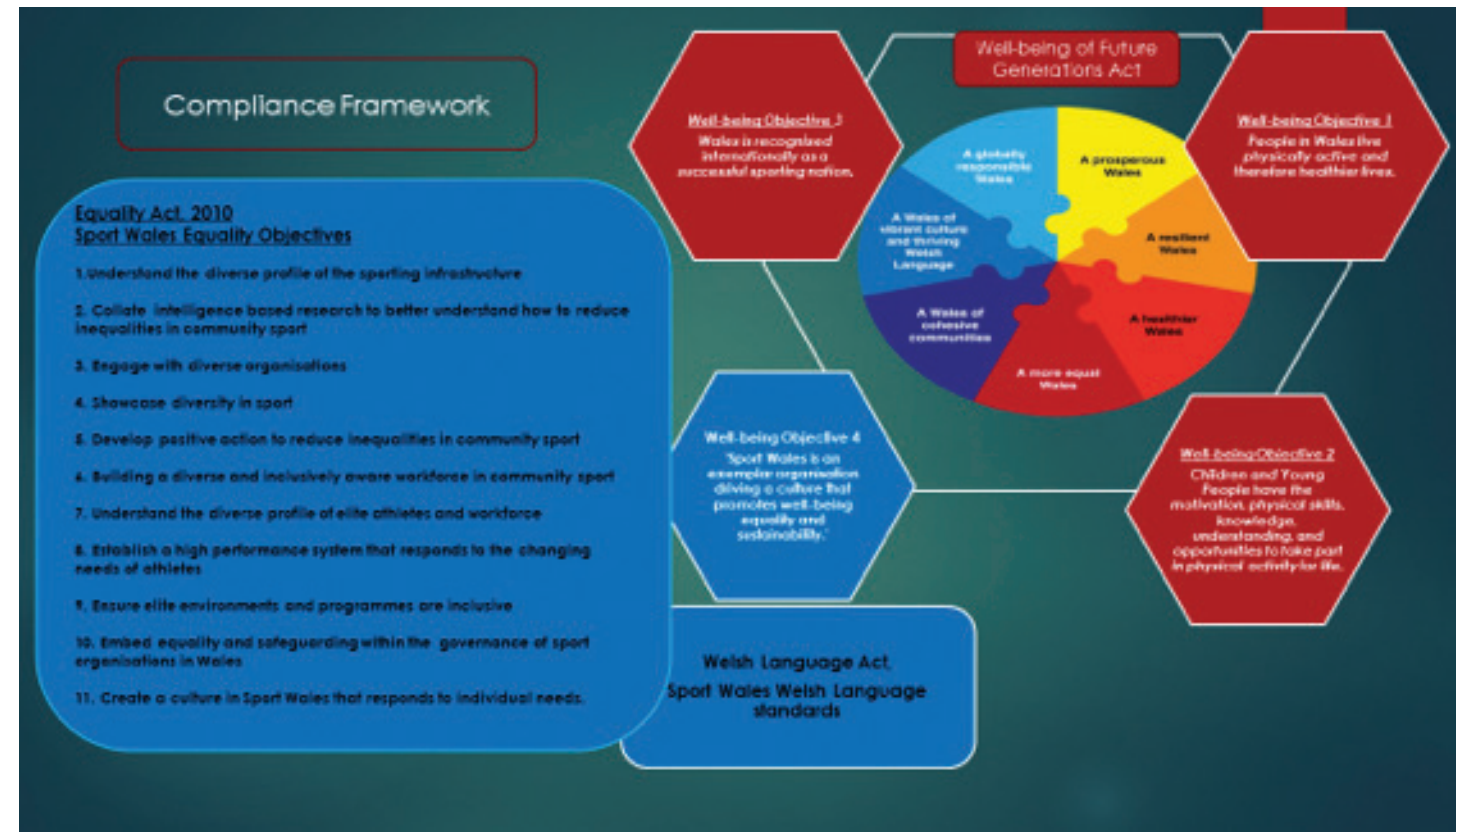 Compliance Framework
Equality Act, 2010
Sport Wales Equality Objectives
1.Understand the diverse profile of the sporting infrastructure
2. Collate intelligence based research to better understand how to reduce
inequalities in community sport
3. Engage with diverse organisations
4. Showcase diversity in sport
5. Develop positive action to reduce inequalities in community sport
6. Building a diverse and inclusively aware workforce in community sport
7. Understand the diverse profile of elite athletes and workforce
8. Establish a high performance system that responds to the changing
needs of athletes
9. Ensure elite environments and programmes are inclusive
10. Embed equality and safeguarding within the governance of sport
organisations in Wales
11. Create a culture in Sport Wales that responds to individual needs.
Well-being Objective 3
Wales is recognised
internationally as a
successful sporting nation.
Well-being of Future
Generations Act
A globally
responsible
Wales
A prosperous
Wales
A resilient
Wales
A healthier
Wales
A more equal
Wales
A Wales of
cohesive
communities
A Wales of
vibrant culture
and thriving
Welsh
Language
Well-being Objective 1
People in Wales live
physically active and
therefore healthier lives.
Well-being Objective 4
'Sport Wales is an
exemplar organisation
driving a culture that
promotes well-being
equality and
sustainability.'
Well-being Objective 2
Children and Young
People have the
motivation, physical skills,
knowledge,
understanding, and
opportunities to take part
in physical activity for life.
Welsh Language Act,
Sport Wales Welsh Language
standards